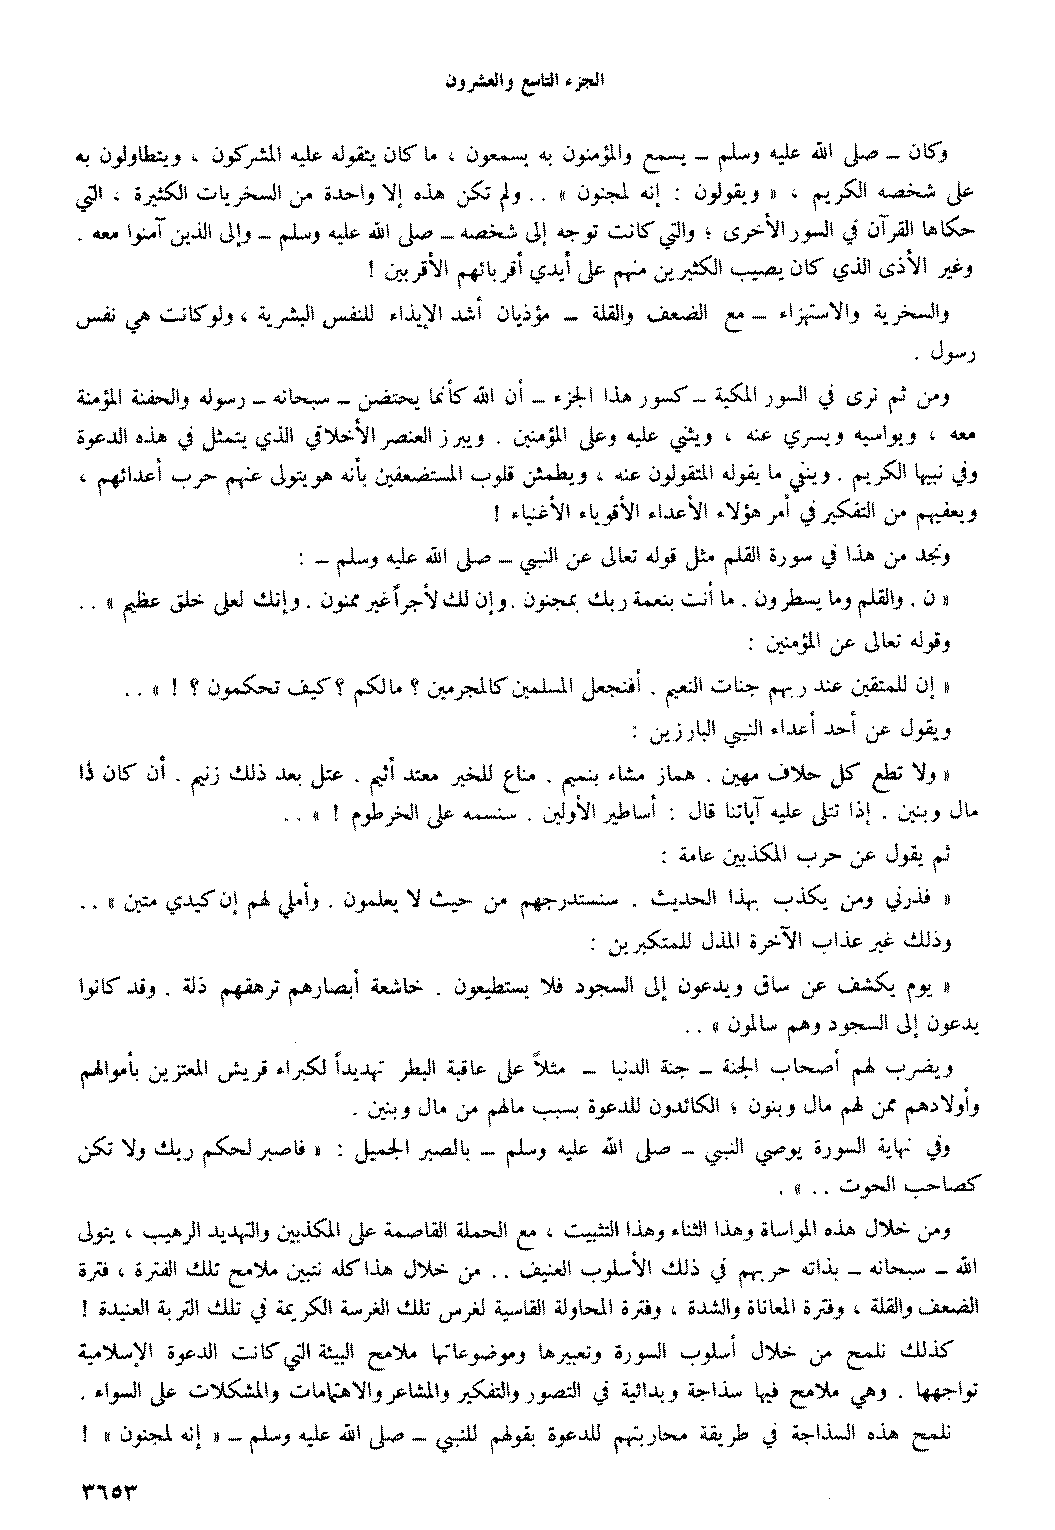 الجزء التاسع والعشرون
وكان – صلى الله عليه وسلم – يسمع والمؤمنون به يسمعون ، ما كان يتقوله عليه المشركون ، ويتطاولون به
على شخصه الكريم ، « ويقولون : إنه لمجنون » .. ولم تكن هذه إلا واحدة من السخريات الكثيرة ، التي
حكاها القرآن في السور الأخرى ؛ والتي كانت توجه إلى شخصه – صلى الله عليه وسلم – وإلى الذين آمنوا معه .
وغير الأذى الذي كان يصيب الكثيرين منهم على أيدي أقربائهم الأقربين !
والسخرية والاستهزاء – مع الضعف والقلة – مؤذيان أشد الإيذاء للنفس البشرية ، ولو كانت هي نفس
رسول .
ومن ثم نرى في السور المكية – كسور هذا الجزء – أن الله كأنما يحتضن – سبحانه – رسوله والحفنة المؤمنة
معه ، ويواسيه ويسري عنه ، ويثني عليه وعلى المؤمنين . ويبرز العنصر الأخلاقي الذي يتمثل في هذه الدعوة
وفي نبيها الكريم . وينفي ما يقوله المتقولون عنه ، ويطمئن قلوب المستضعفين بأنه هو يتولى عنهم حرب أعدائهم ،
ويعفيهم من التفكير في أمر هؤلاء الأعداء الأقوياء الأغنياء !
ونجد من هذا في سورة القلم مثل قوله تعالى عن النبي – صلى الله عليه وسلم – :
« ن . والقلم وما يسطرون . ما أنت بنعمة ربك بمجنون . وإن لك لأجراً غير ممنون . وإنك لعلى خلق عظيم » ..
وقوله تعالى عن المؤمنين :
« إن للمتقين عند ربهم جنات النعيم . أفنجعل المسلمين كالمجرمين ؟ مالكم ؟ كيف تحكمون ؟ ! » ..
ويقول عن أحد أعداء النبي البارزين :
« ولا تطع كل حلاف مهين . هماز مشاء بنميم . مناع للخير معتد أثيم . عتل بعد ذلك زنيم . أن كان ذا
مال وبنين . إذا تتلى عليه آياتنا قال : أساطير الأولين . سنسمه على الخرطوم ! » ..
ثم يقول عن حرب المكذبين عامة :
« فذرني ومن يكذب بهذا الحديث . سنستدرجهم من حيث لا يعلمون . وأملي لهم إن كيدي متين » ..
وذلك غير عذاب الآخرة المذل للمتكبرين :
« يوم يكشف عن ساق ويدعون إلى السجود فلا يستطيعون . خاشعة أبصارهم ترهقهم ذلة . وقد كانوا
يدعون إلى السجود وهم سالمون » ..
ويضرب لهم أصحاب الجنة – جنة الدنيا – مثلاً على عاقبة البطر تهديداً لكبراء قريش المعتزين بأموالهم
وأولادهم ممن لهم مال وبنون ؛ الكائدون للدعوة بسبب مالهم من مال وبنين .
وفي نهاية السورة يوصي النبي – صلى الله عليه وسلم – بالصبر الجميل : « فاصبر لحكم ربك ولا تكن
كصاحب الحوت .. » .
ومن خلال هذه المواساة وهذا الثناء وهذا التثبيت ، مع الحملة القاصمة على المكذبين والتهديد الرهيب ، يتولى
الله – سبحانه – بذاته حربهم في ذلك الأسلوب العنيف .. من خلال هذا كله نتبين ملامح تلك الفترة ، فترة
الضعف والقلة ، وفترة المعاناة والشدة ، وفترة المحاولة القاسية لغرس تلك الغرسة الكريمة في تلك التربة العنيدة !
كذلك نلمح من خلال أسلوب السورة وتعبيرها وموضوعاتها ملامح البيئة التي كانت الدعوة الإسلامية
تواجهها . وهي ملامح فيها سذاجة وبدائية في التصور والتفكير والمشاعر والاهتمامات والمشكلات على السواء .
نلمح هذه السذاجة في طريقة محاربتهم للدعوة بقولهم للنبي – صلى الله عليه وسلم – « إنه لمجنون » !
٣٦٥٣